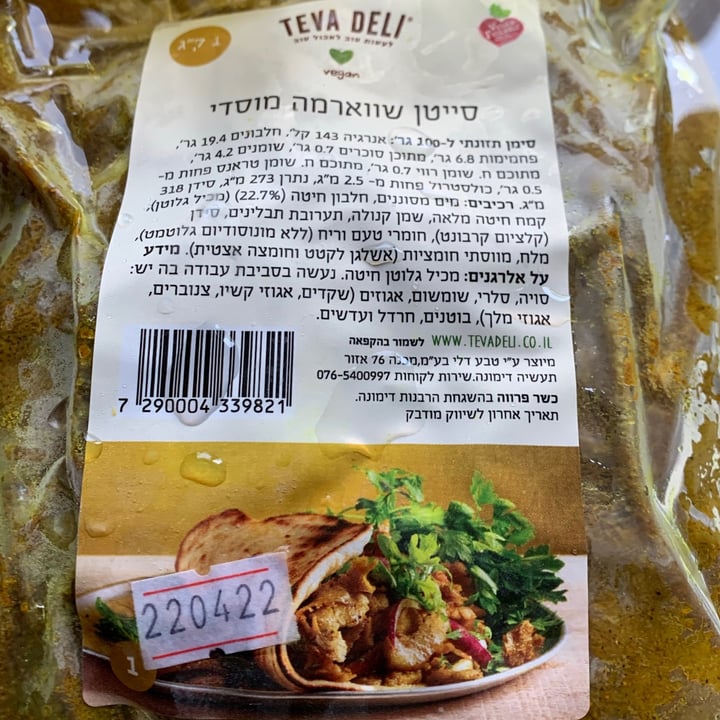 TEVA DELI
לעשות טוב לאכול טוב
vegan
1 ק"ג
סייטן שווארמה מוסדי
סימון תזונתי ל-100 גר': אנרגיה 143 קל', חלבונים 19.4 גר',
פחמימות 6.8 גר', מתוכן סוכרים 0.7 גר', שומנים 4.2 גר',
מתוכם ח. שומן רווי 0.7 גר', מתוכם ח. שומן טראנס פחות מ-
0.5 גר', כולסטרול פחות מ- 2.5 מ"ג, נתרן 273 מ"ג, סידן 318
מ"ג. רכיבים: מים מסוננים, חלבון חיטה (22.7%) (מכיל גלוטן),
קמח חיטה מלאה, שמן קנולה, תערובת תבלינים, סידן
(קלציום קרבונט), חומרי טעם וריח (ללא מונוסודיום גלוטמט),
מלח, מווסתי חומציות (אשלגן לקטט וחומצה אצטית). מידע
על אלרגנים: מכיל גלוטן חיטה. נעשה בסביבת עבודה בה יש:
סויה, סלרי, שומשום, אגוזים (שקדים, אגוזי קשיו, צנוברים,
אגוזי מלך), בוטנים, חרדל ועדשים.
לשמור בהקפאה WWW.TEVADELI.CO.IL
מיוצר ע"י טבע דלי בע"מ, 76 אזור
תעשיה דימונה. שירות לקוחות 076-5400997
כשר פרווה בהשגחת הרבנות דימונה.
תאריך אחרון לשיווק מודבק
7 290004 339821
220422
1